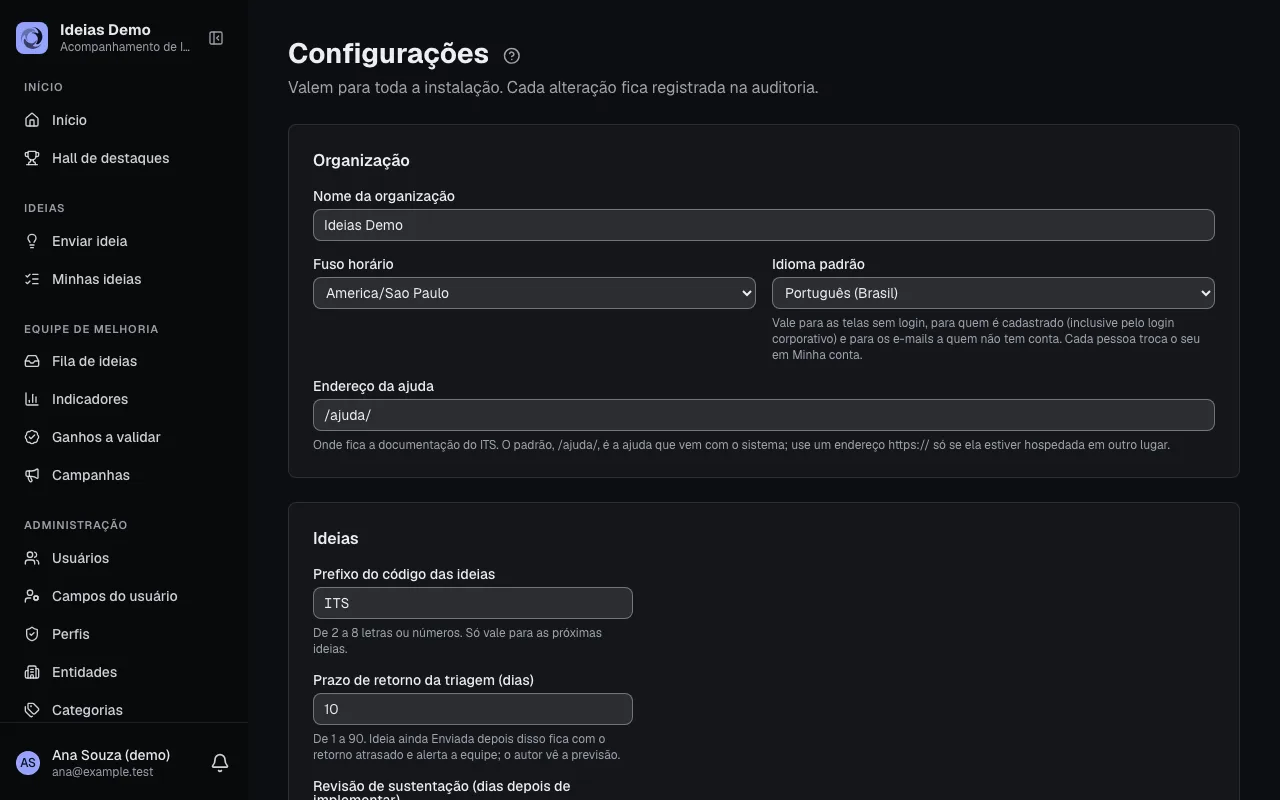 Ideias Demo
Acompanhamento de I...
INÍCIO
Início
Hall de destaques
IDEIAS
Enviar ideia
Minhas ideias
EQUIPE DE MELHORIA
Fila de ideias
Indicadores
Ganhos a validar
Campanhas
ADMINISTRAÇÃO
Usuários
Campos do usuário
Perfis
Entidades
Categorias
AS
Ana Souza (demo)
ana@example.test
Configurações
Valem para toda a instalação. Cada alteração fica registrada na auditoria.
Organização
Nome da organização
Ideias Demo
Fuso horário
America/Sao Paulo
Idioma padrão
Português (Brasil)
Vale para as telas sem login, para quem é cadastrado (inclusive pelo login
corporativo) e para os e-mails a quem não tem conta. Cada pessoa troca o seu
em Minha conta.
Endereço da ajuda
/ajuda/
Onde fica a documentação do ITS. O padrão, /ajuda/, é a ajuda que vem com o sistema; use um endereço https:// só se ela estiver hospedada em outro lugar.
Ideias
Prefixo do código das ideias
ITS
De 2 a 8 letras ou números. Só vale para as próximas
ideias.
Prazo de retorno da triagem (dias)
10
De 1 a 90. Ideia ainda Enviada depois disso fica com o
retorno atrasado e alerta a equipe; o autor vê a previsão.
Revisão de sustentação (dias depois de
implementar)